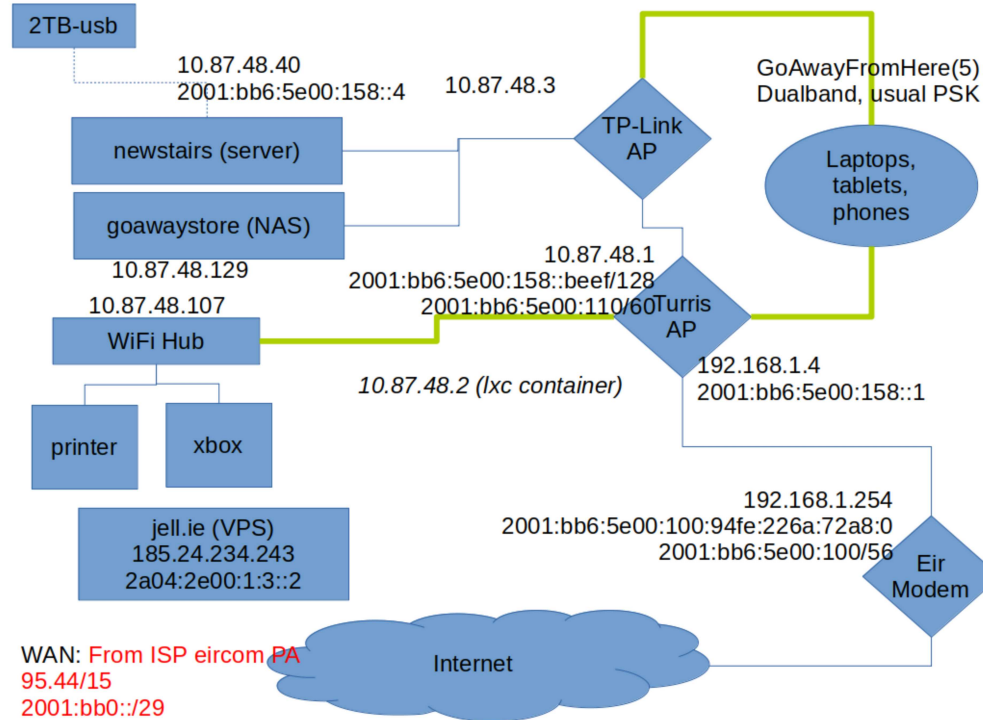 2TB-usb
10.87.48.40
2001:bb6:5e00:158::4
10.87.48.3
GoAwayFromHere(5)
Dualband, usual PSK
newstairs (server)
TP-Link
AP
Laptops,
tablets,
phones
goawaystore (NAS)
10.87.48.129
10.87.48.1
2001:bb6:5e00:158::beef/128
2001:bb6:5e00:110/60
Turris
AP
10.87.48.107
WiFi Hub
192.168.1.4
2001:bb6:5e00:158::1
10.87.48.2 (lxc container)
printer
xbox
192.168.1.254
2001:bb6:5e00:100:94fe:226a:72a8:0
2001:bb6:5e00:100/56
Eir
Modem
jell.ie (VPS)
185.24.234.243
2a04:2e00:1:3::2
Internet
WAN: From ISP eircom PA
95.44/15
2001:bb0::/29